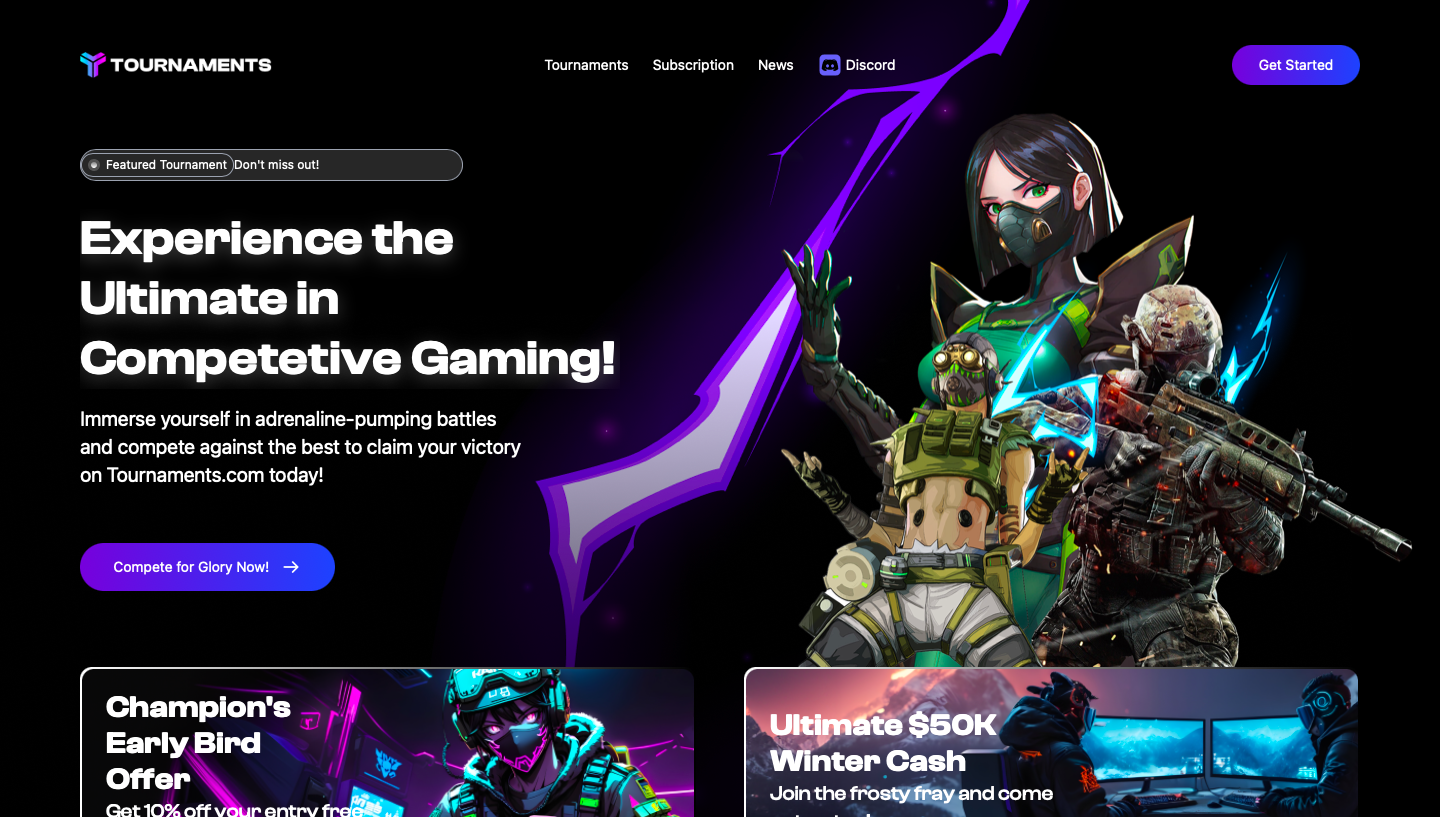 TOURNAMENTS
Tournaments Subscription News Discord
Get Started
Featured Tournament Don't miss out!
Experience the
Ultimate in
Competetive Gaming!
Immerse yourself in adrenaline-pumping battles
and compete against the best to claim your victory
on Tournaments.com today!
Compete for Glory Now!
Champion's
Early Bird
Offer
Get 10% off your entry free
Ultimate $50K
Winter Cash
Join the frosty fray and come